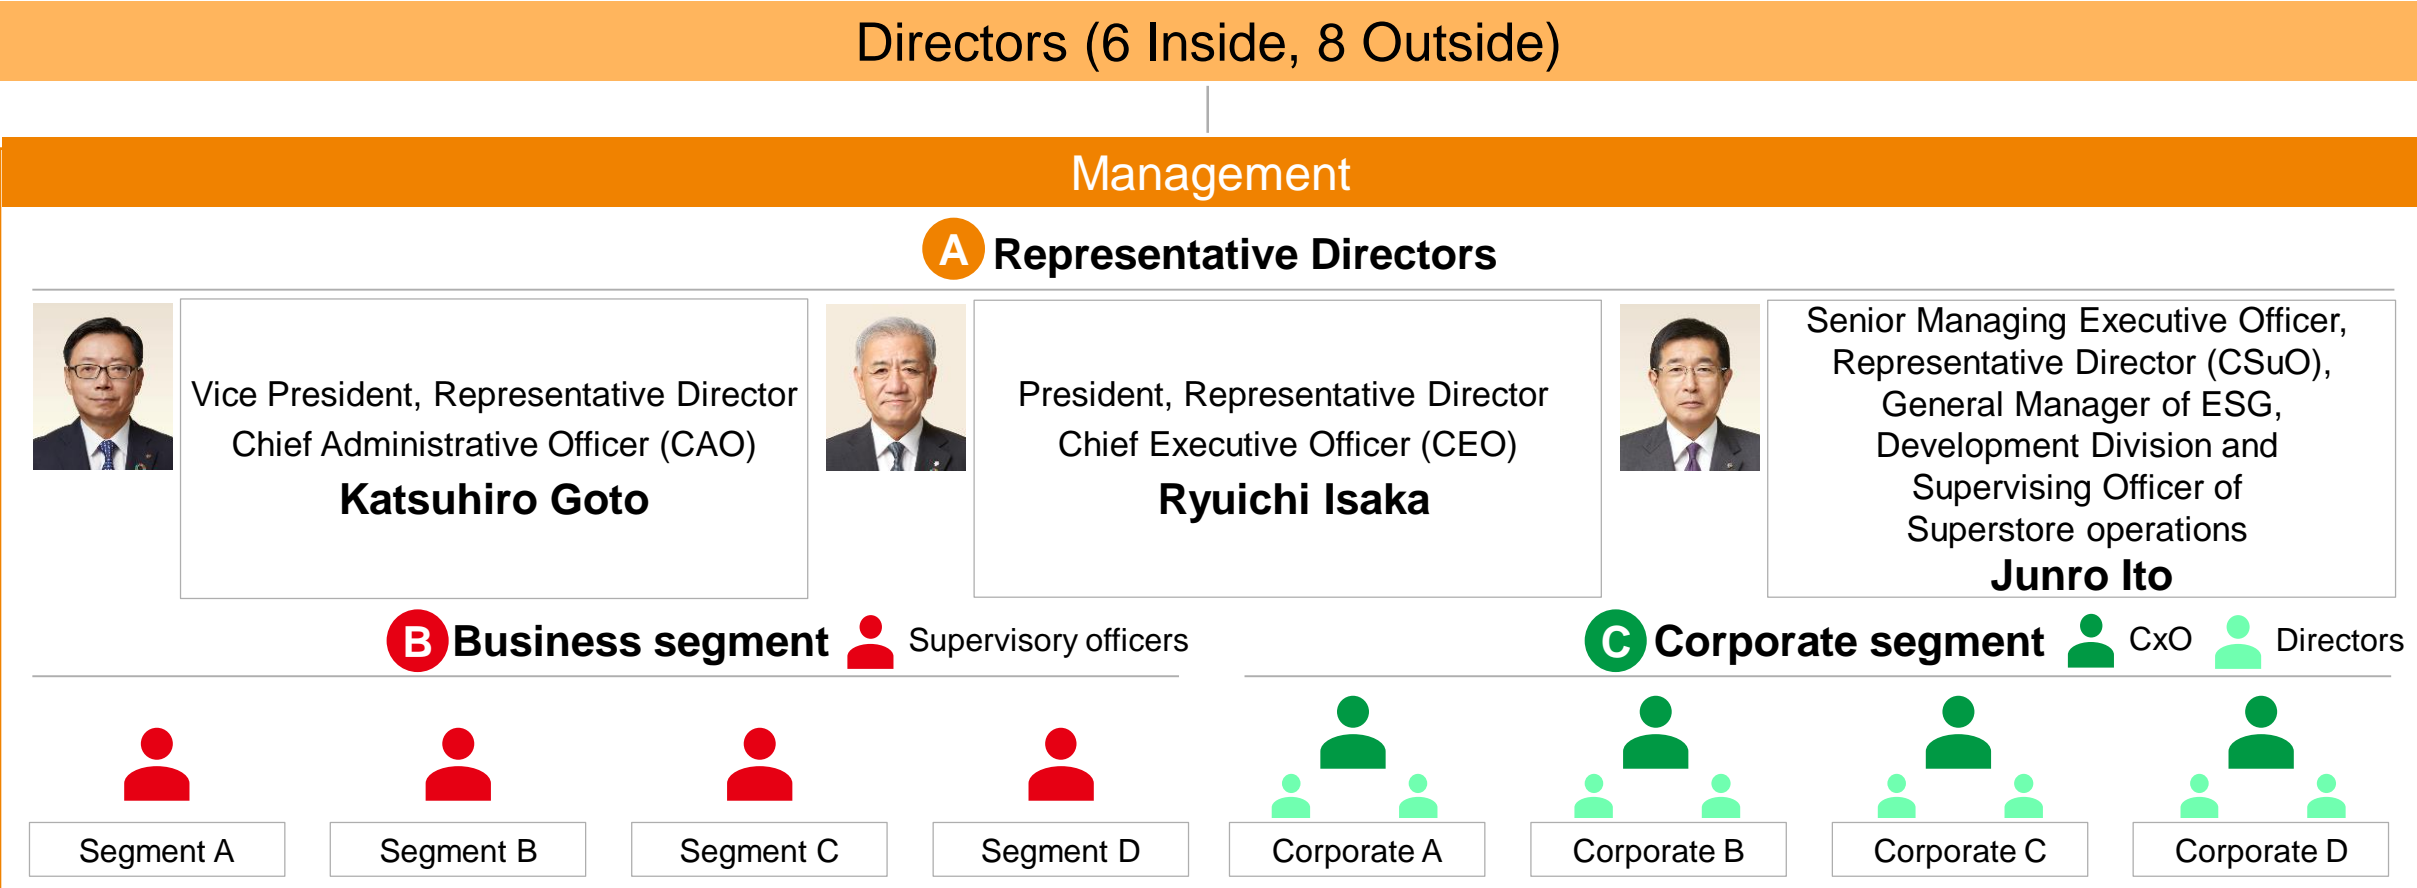 Directors (6 Inside, 8 Outside)
Management
A Representative Directors
Vice President, Representative Director
Chief Administrative Officer (CAO)
Katsuhiro Goto
President, Representative Director
Chief Executive Officer (CEO)
Ryuichi Isaka
Senior Managing Executive Officer,
Representative Director (CSuO),
General Manager of ESG,
Development Division and
Supervising Officer of
Superstore operations
Junro Ito
B Business segment Supervisory officers
C Corporate segment CxO Directors
Segment A
Segment B
Segment C
Segment D
Corporate A
Corporate B
Corporate C
Corporate D